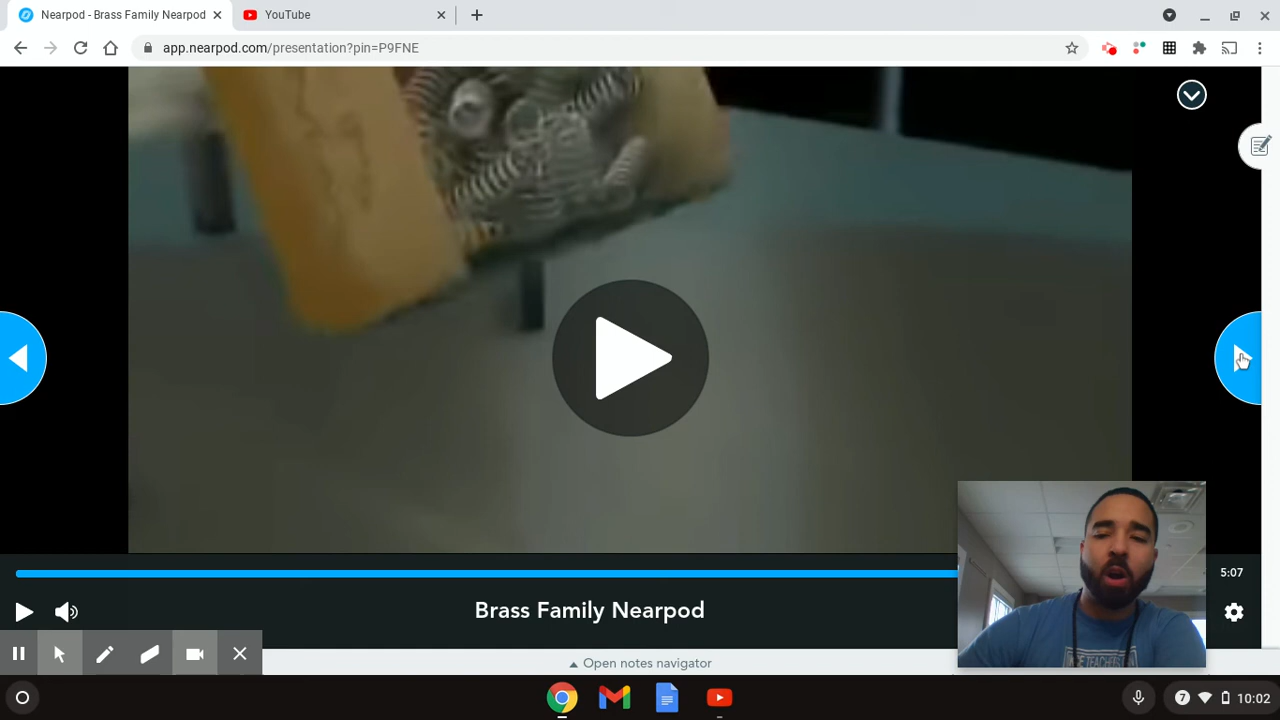 Nearpod - Brass Family Nearpod
YouTube
app.nearpod.com/presentation?pin=P9FNE
5:07
Brass Family Nearpod
Open notes navigator
7
10:02